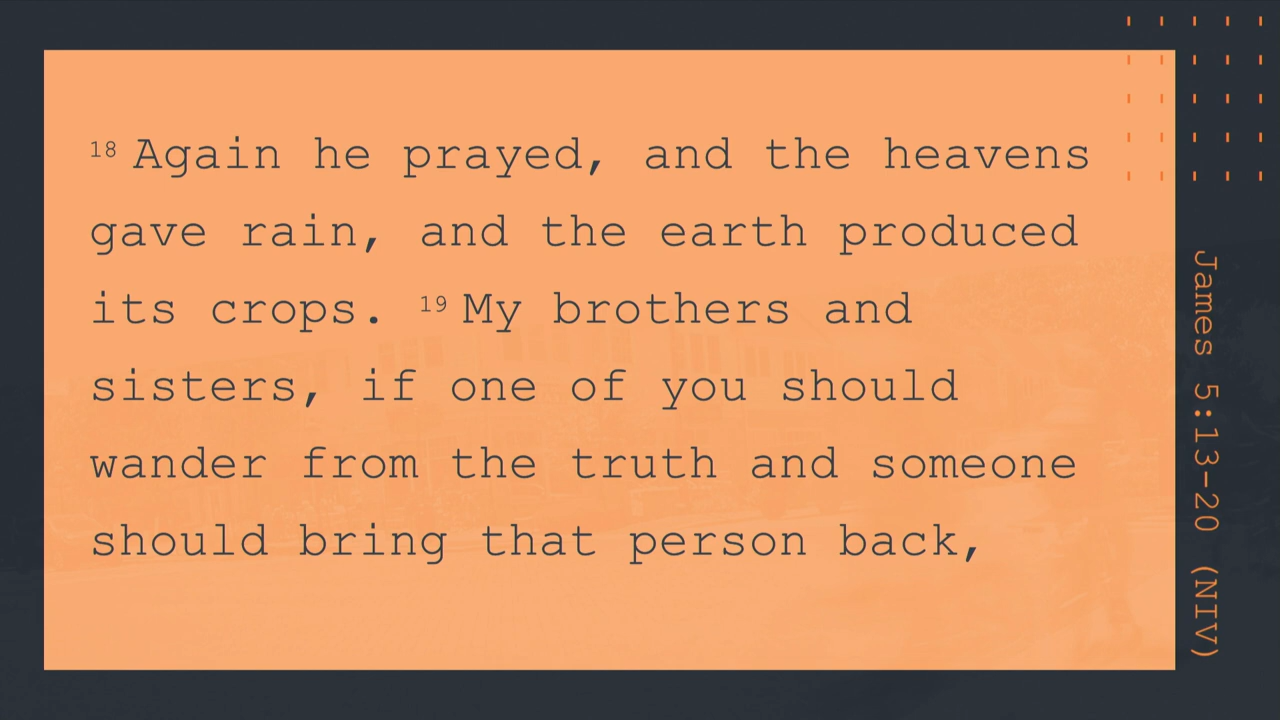 18 Again he prayed, and the heavens
gave rain, and the earth produced
its crops. 19 My brothers and
sisters, if one of you should
wander from the truth and someone
should bring that person back,
James 5:13-20 (NIV)